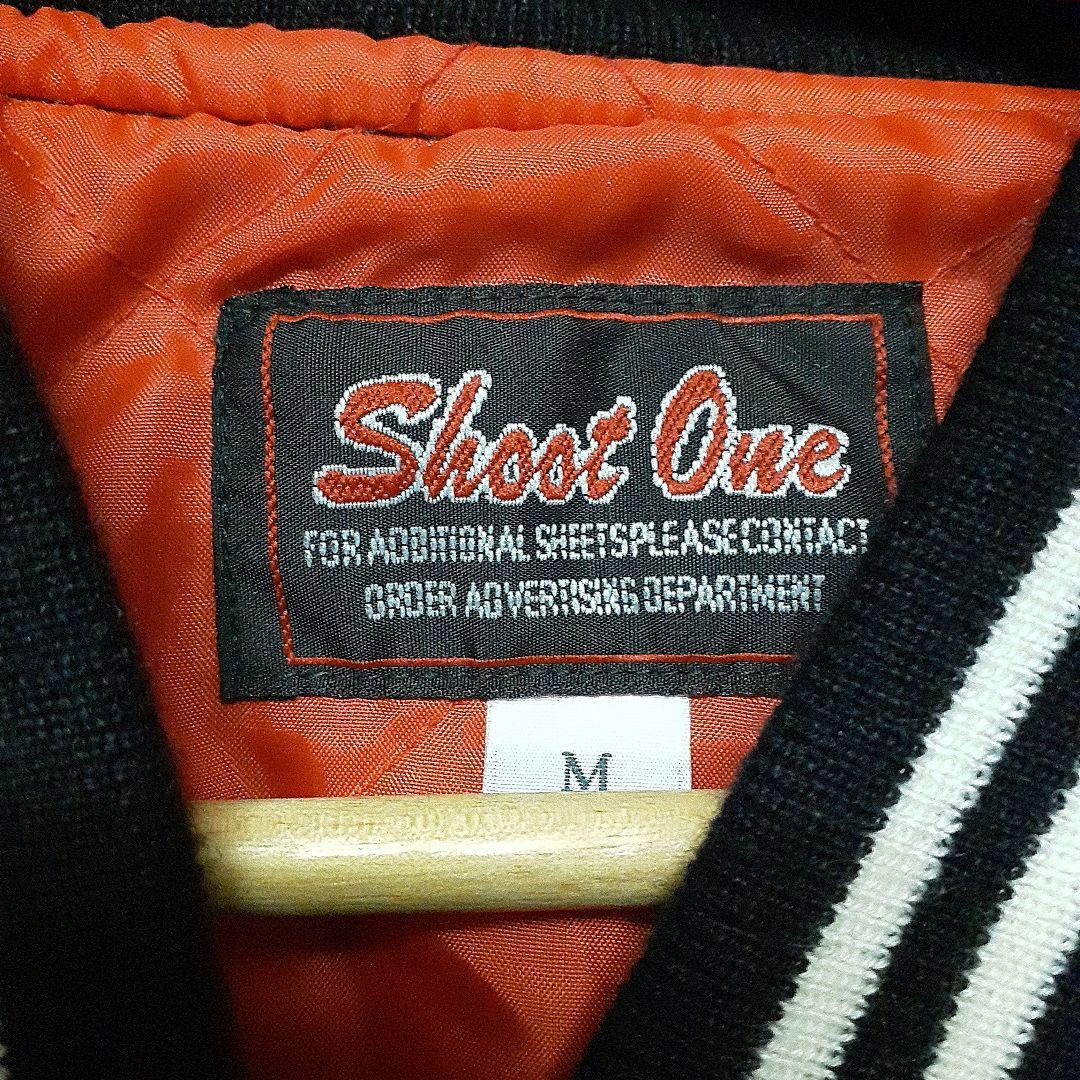 Shoot One
FOR ADDITIONAL SHEETSPLEASE CONTACT
ORDER ADVERTISING DEPARTMENT
M